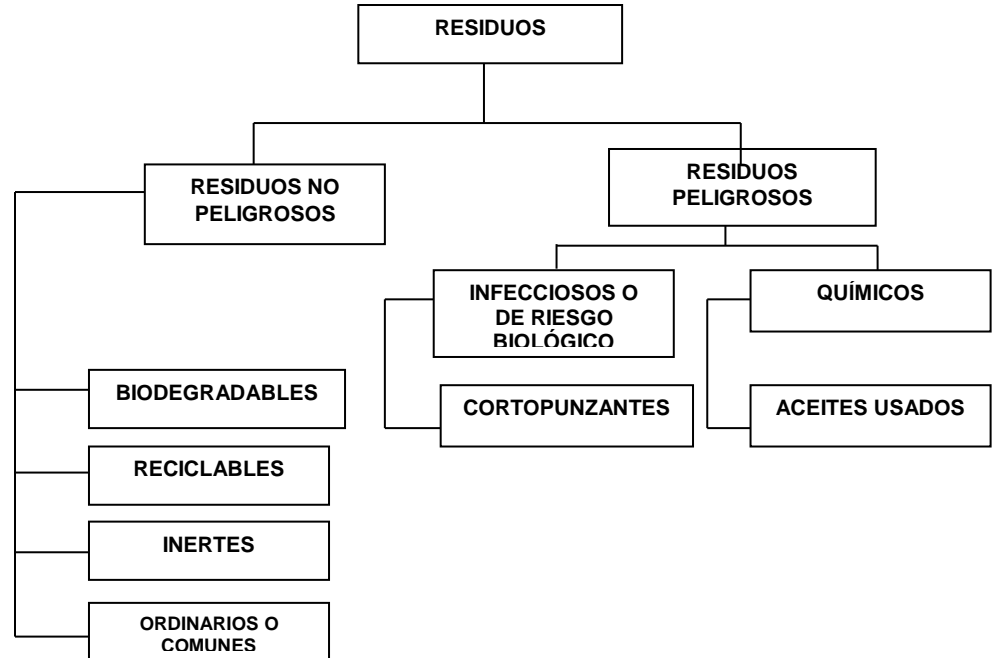 RESIDUOS
RESIDUOS NO
PELIGROSOS
RESIDUOS
PELIGROSOS
INFECCIOSOS O
DE RIESGO
BIOLÓGICO
QUÍMICOS
BIODEGRADABLES
CORTOPUNZANTES
ACEITES USADOS
RECICLABLES
INERTES
ORDINARIOS O
COMUNES